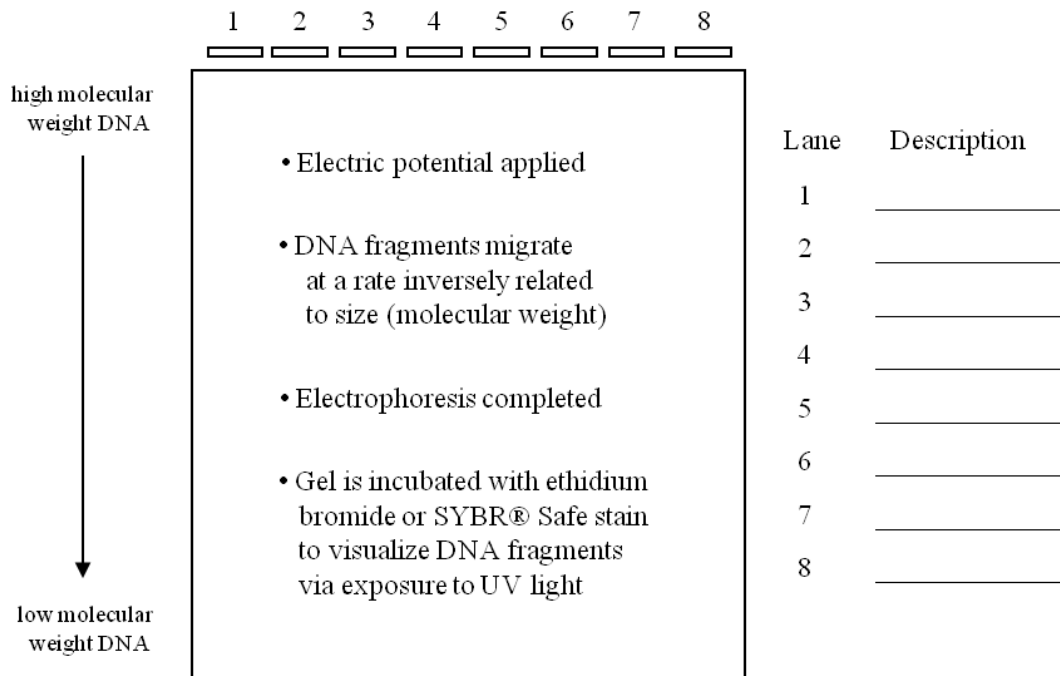 1 2 3 4 5 6 7 8
high molecular
weight DNA
• Electric potential applied
• DNA fragments migrate
at a rate inversely related
to size (molecular weight)
• Electrophoresis completed
• Gel is incubated with ethidium
bromide or SYBR® Safe stain
to visualize DNA fragments
via exposure to UV light
low molecular
weight DNA
Lane Description
1
2
3
4
5
6
7
8